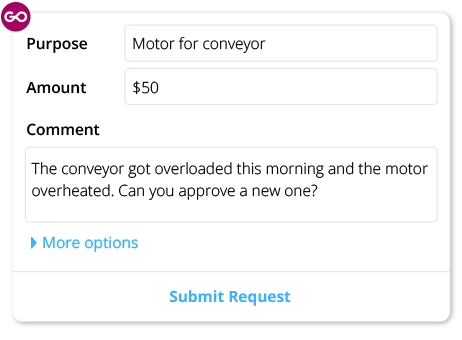 GO
Purpose Motor for conveyor
Amount $50
Comment
The conveyor got overloaded this morning and the motor
overheated. Can you approve a new one?
More options
Submit Request